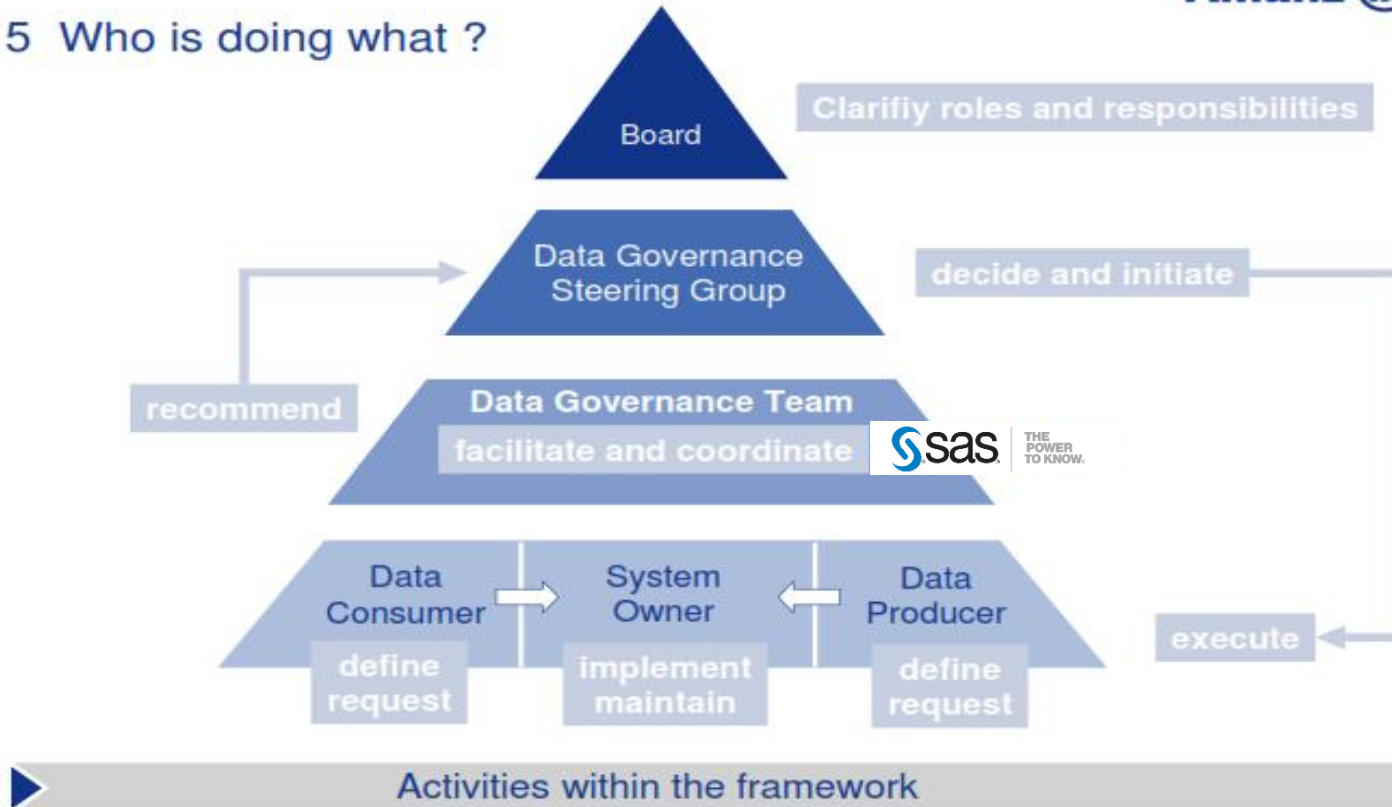 5 Who is doing what ?
Board
Clarifiy roles and responsibilities
Data Governance
Steering Group
decide and initiate
recommend
Data Governance Team
facilitate and coordinate
sas
THE
POWER
TO KNOW.
Data
Consumer
System
Owner
Data
Producer
define
request
implement
maintain
define
request
execute
Activities within the framework